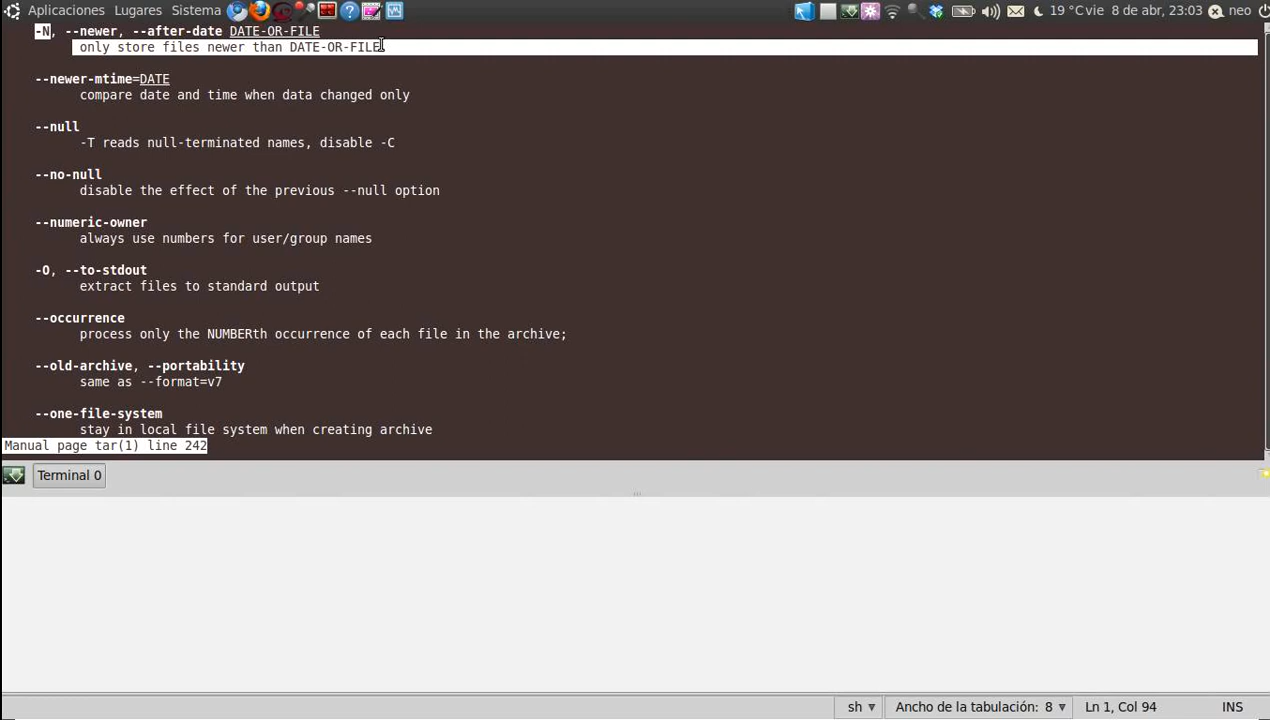 Aplicaciones Lugares Sistema 19 °C vie 8 de abr, 23:03 neo
-N, --newer, --after-date DATE-OR-FILE
only store files newer than DATE-OR-FILE
--newer-mtime=DATE
compare date and time when data changed only
--null
-T reads null-terminated names, disable -C
--no-null
disable the effect of the previous --null option
--numeric-owner
always use numbers for user/group names
-O, --to-stdout
extract files to standard output
--occurrence
process only the NUMBERth occurrence of each file in the archive;
--old-archive, --portability
same as --format=v7
--one-file-system
stay in local file system when creating archive
Manual page tar(1) line 242
Terminal 0
sh Ancho de la tabulación: 8 Ln 1, Col 94 INS